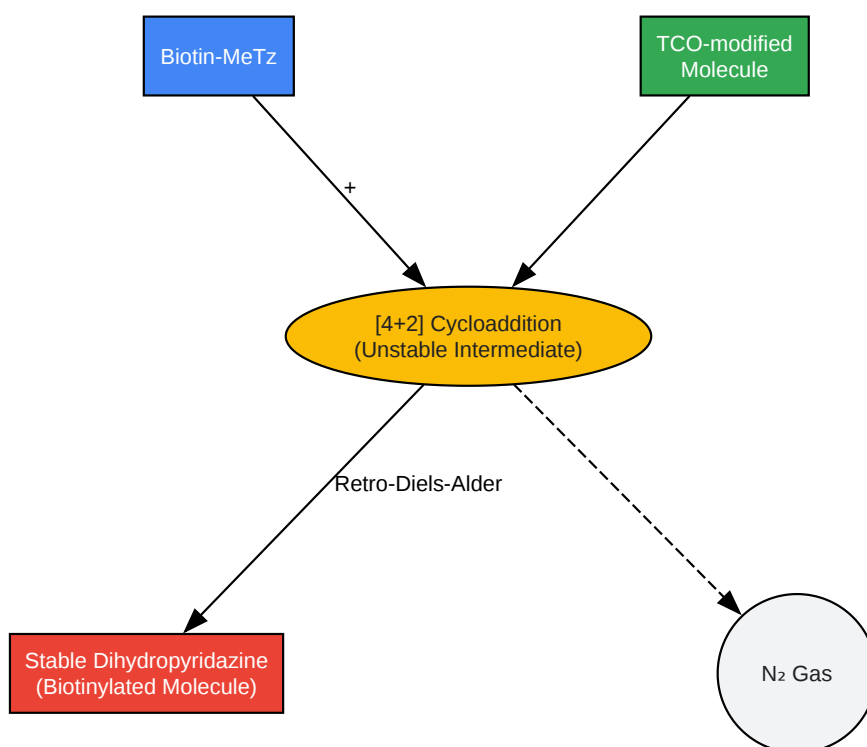 Biotin-MeTz
TCO-modified
Molecule
+
[4+2] Cycloaddition
(Unstable Intermediate)
Retro-Diels-Alder
Stable Dihydropyridazine
(Biotinylated Molecule)
N₂ Gas